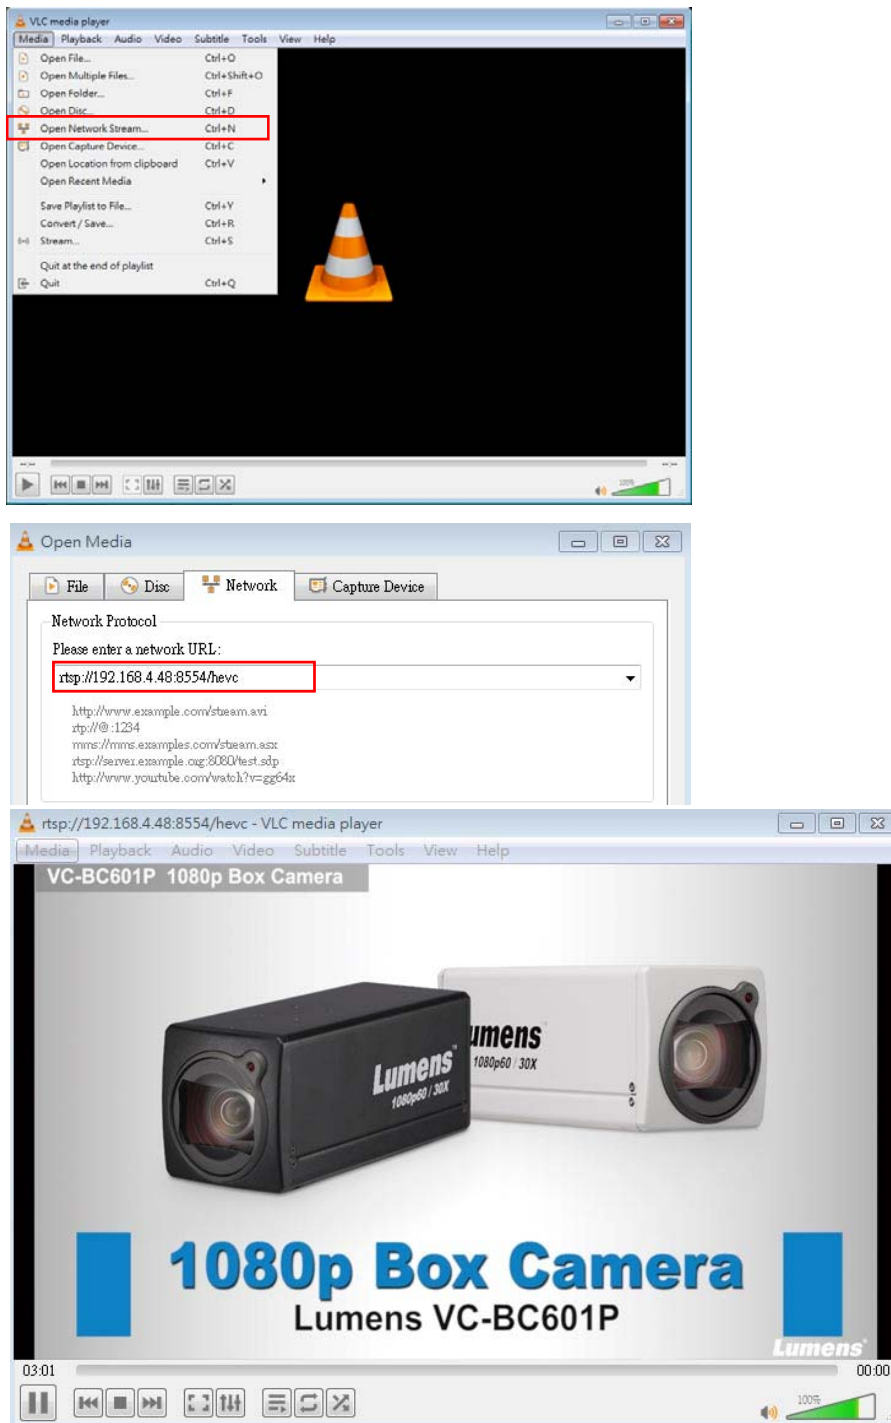 VLC media player
Media Playback Audio Video Subtitle Tools View Help
Open File... Ctrl+O
Open Multiple Files... Ctrl+Shift+O
Open Folder... Ctrl+F
Open Disc... Ctrl+D
Open Network Stream... Ctrl+N
Open Capture Device... Ctrl+C
Open Location from clipboard Ctrl+V
Open Recent Media
Save Playlist to File... Ctrl+Y
Convert / Save... Ctrl+R
Stream... Ctrl+S
Quit at the end of playlist
Quit Ctrl+Q
--:-- --:--
100%
Open Media
File Disc Network Capture Device
Network Protocol
Please enter a network URL:
rtsp://192.168.4.48:8554/hevc
http://www.example.com/stream.avi
rtp://@:1234
mms://mms.examples.com/stream.asx
rtsp://server.example.org:8080/test.sdp
http://www.yourtube.com/watch?v=gg64x
rtsp://192.168.4.48:8554/hevc - VLC media player
Media Playback Audio Video Subtitle Tools View Help
VC-BC601P 1080p Box Camera
umens
1080p60 / 30X
Lumens™
1080p60 / 30X
1080p Box Camera
Lumens VC-BC601P
Lumens
03:01 00:00
100%